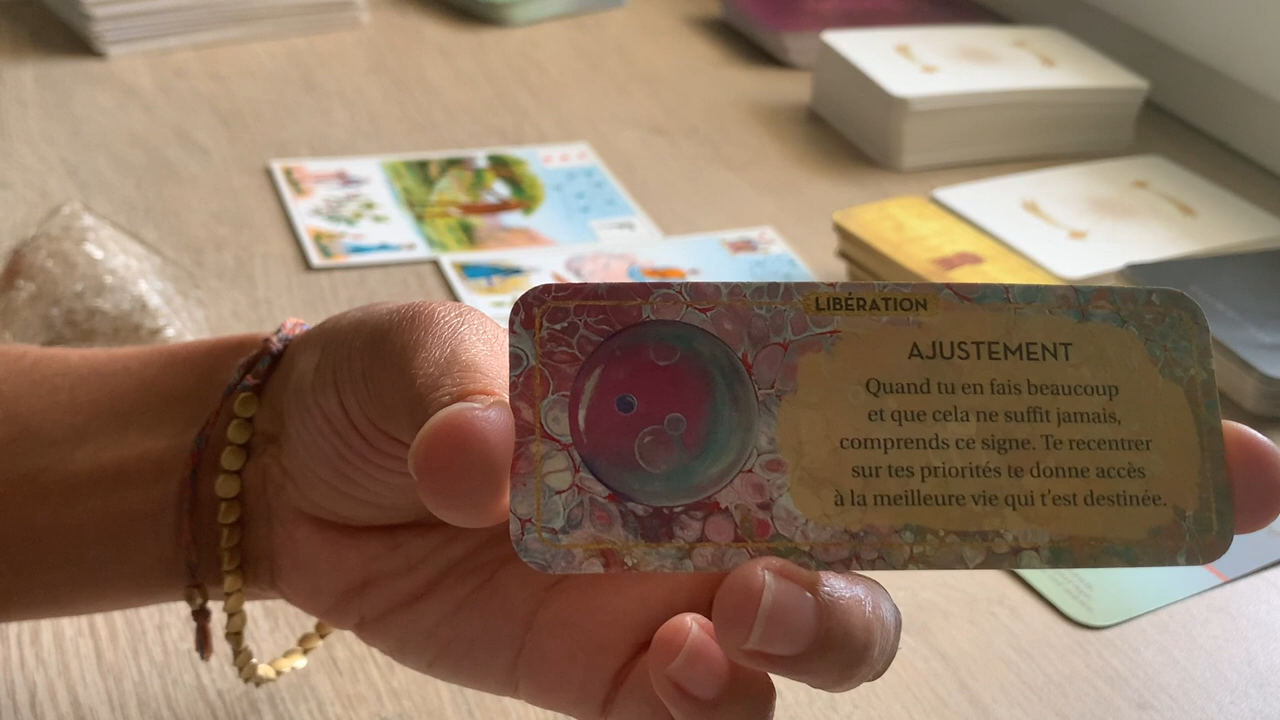 LIBÉRATION
AJUSTEMENT
Quand tu en fais beaucoup
et que cela ne suffit jamais,
comprends ce signe. Te recentrer
sur tes priorités te donne accès
à la meilleure vie qui t'est destinée.